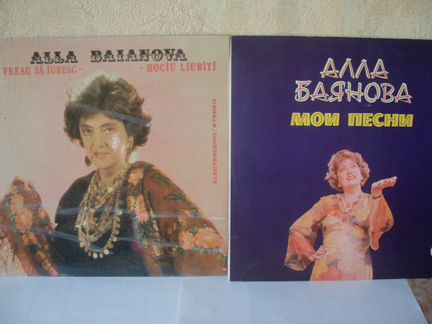 ALLA BAIANOVA
- VREAU SĂ IUBESC - - HOCIU LIUBITI -
ELECTRECORD/STEREO
АЛЛА
БАЯНОВА
МОИ ПЕСНИ